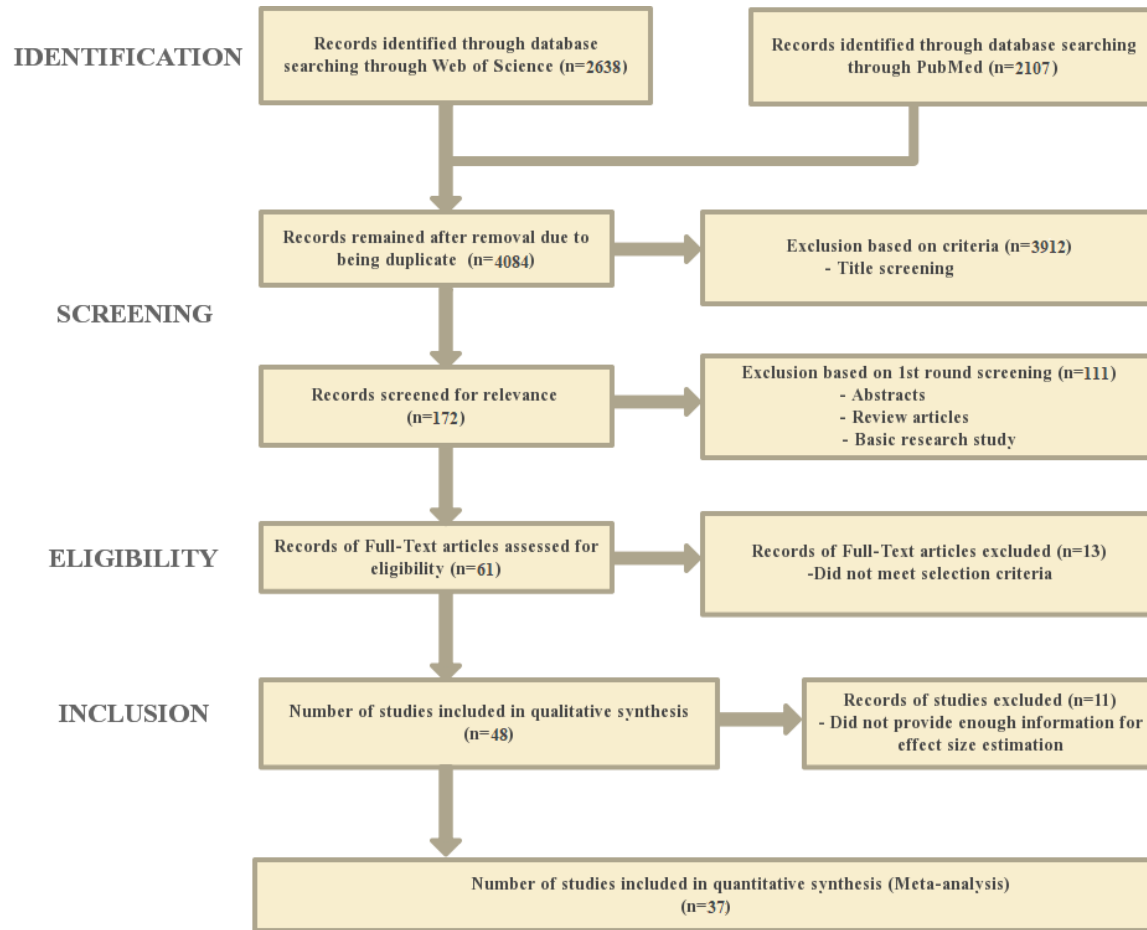 IDENTIFICATION
Records identified through database
searching through Web of Science (n=2638)
Records identified through database searching
through PubMed (n=2107)
SCREENING
Records remained after removal due to
being duplicate (n=4084)
Exclusion based on criteria (n=3912)
- Title screening
Records screened for relevance
(n=172)
Exclusion based on 1st round screening (n=111)
- Abstracts
- Review articles
- Basic research study
ELIGIBILITY
Records of Full-Text articles assessed for
eligibility (n=61)
Records of Full-Text articles excluded (n=13)
-Did not meet selection criteria
INCLUSION
Number of studies included in qualitative synthesis
(n=48)
Records of studies excluded (n=11)
- Did not provide enough information for
effect size estimation
Number of studies included in quantitative synthesis (Meta-analysis)
(n=37)